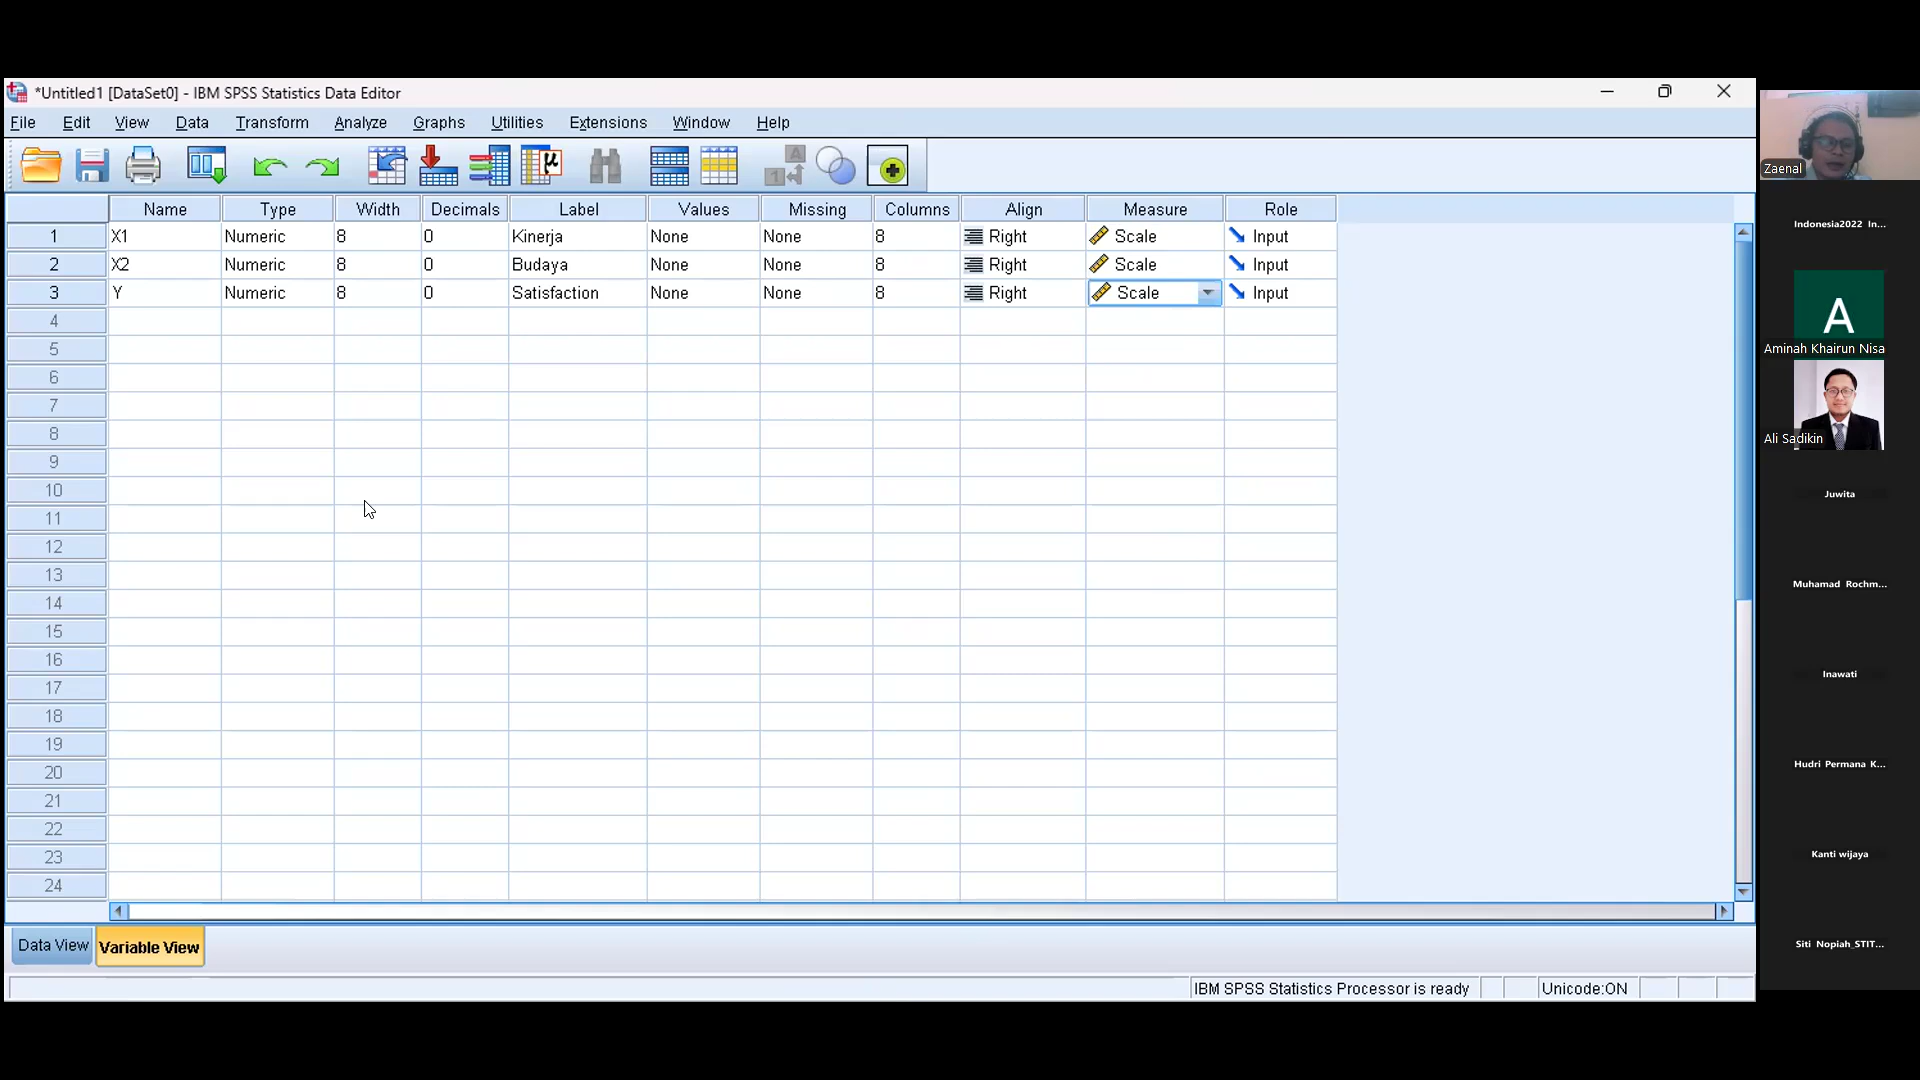 *Untitled1 [DataSet0] - IBM SPSS Statistics Data Editor
File Edit View Data Transform Analyze Graphs Utilities Extensions Window Help
Name Type Width Decimals Label Values Missing Columns Align Measure Role
1 X1 Numeric 8 0 Kinerja None None 8 Right Scale Input
2 X2 Numeric 8 0 Budaya None None 8 Right Scale Input
3 Y Numeric 8 0 Satisfaction None None 8 Right Scale Input
4
5
6
7
8
9
10
11
12
13
14
15
16
17
18
19
20
21
22
23
24
Data View Variable View
IBM SPSS Statistics Processor is ready Unicode:ON
Zaenal
Indonesia2022 In...
A
Aminah Khairun Nisa
Ali Sadikin
Juwita
Muhamad Rochm...
Inawati
Hudri Permana K...
Kanti wijaya
Siti Nopiah_STIT...